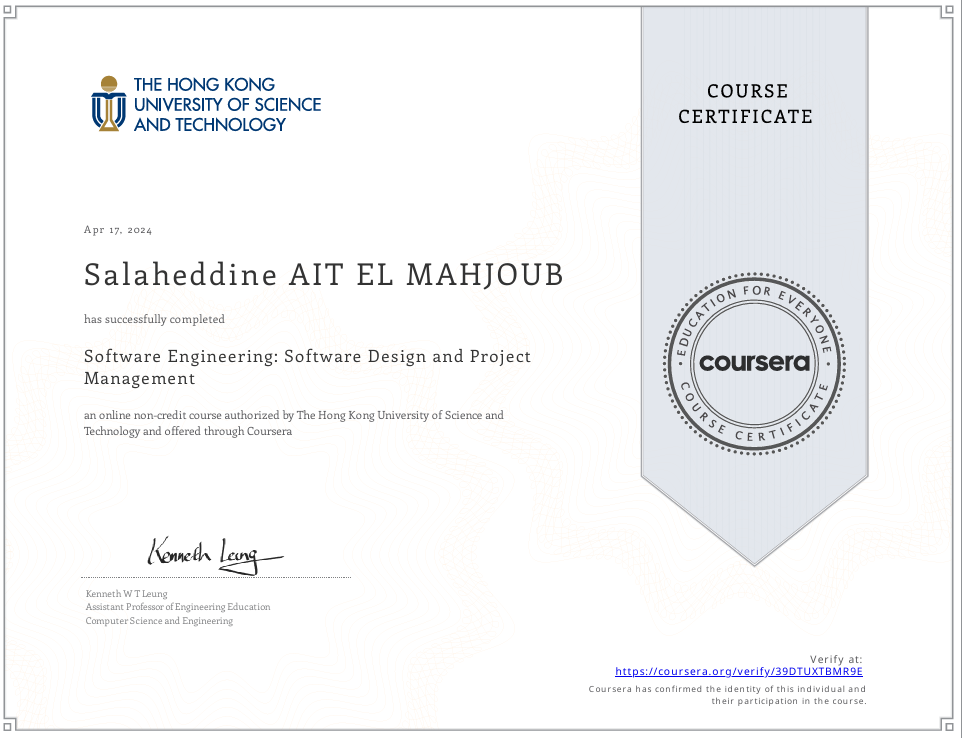 THE HONG KONG
UNIVERSITY OF SCIENCE
AND TECHNOLOGY
COURSE
CERTIFICATE
Apr 17, 2024
Salaheddine AIT EL MAHJOUB
has successfully completed
Software Engineering: Software Design and Project
Management
an online non-credit course authorized by The Hong Kong University of Science and
Technology and offered through Coursera
EDUCATION FOR EVERYONE
coursera
COURSE CERTIFICATE
Kenneth Leung
Kenneth W T Leung
Assistant Professor of Engineering Education
Computer Science and Engineering
Verify at:
https://coursera.org/verify/39DTUXTBMR9E
Coursera has confirmed the identity of this individual and
their participation in the course.